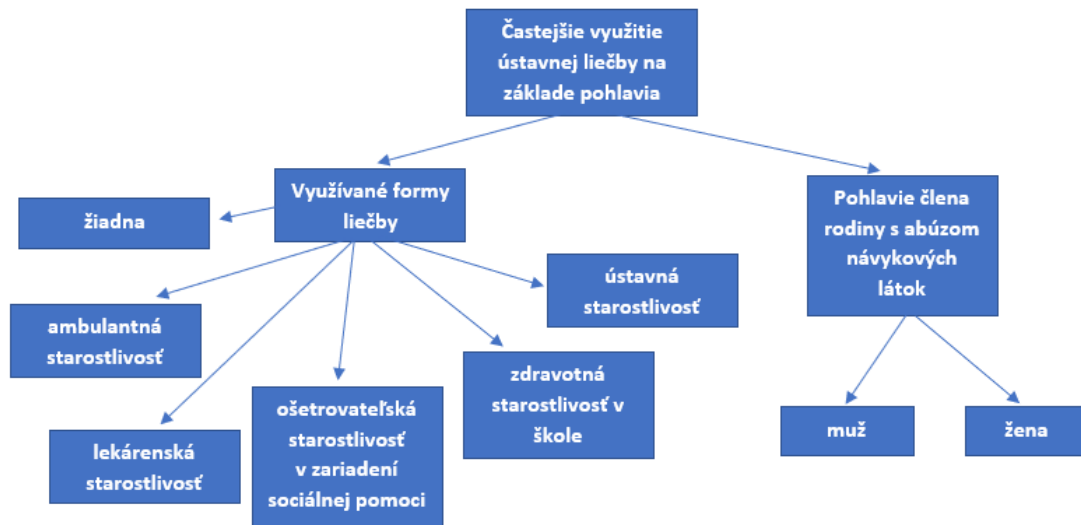 Častejšie využitie
ústavnej liečby na
základe pohlavia
Využívané formy
liečby
Pohlavie člena
rodiny s abúzom
návykových
látok
žiadna
ústavná
starostlivosť
ambulantná
starostlivosť
zdravotná
starostlivosť v
škole
ošetrovateľská
starostlivosť
v zariadení
sociálnej pomoci
lekárenská
starostlivosť
muž
žena